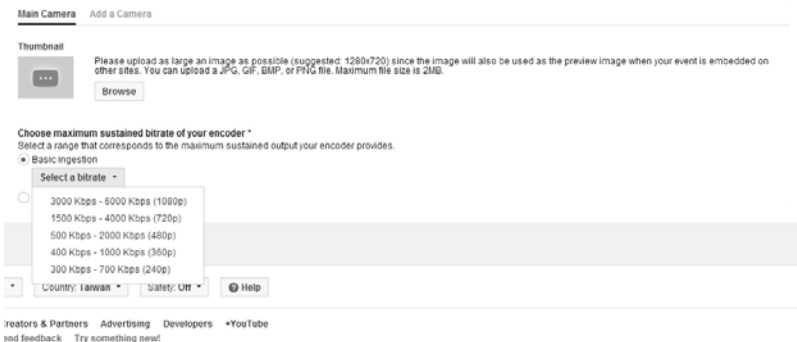 Main Camera Add a Camera
Thumbnail
Please upload as large an image as possible (suggested: 1280x720) since the image will also be used as the preview image when your event is embedded on
other sites. You can upload a JPG, GIF, BMP, or PNG file. Maximum file size is 2MB.
Browse
Choose maximum sustained bitrate of your encoder *
Select a range that corresponds to the maximum sustained output your encoder provides.
Basic ingestion
Select a bitrate
3000 Kbps - 6000 Kbps (1080p)
1500 Kbps - 4000 Kbps (720p)
500 Kbps - 2000 Kbps (480p)
400 Kbps - 1000 Kbps (360p)
300 Kbps - 700 Kbps (240p)
Country: Taiwan Safety: Off Help
reators & Partners Advertising Developers +YouTube
end feedback Try something new!